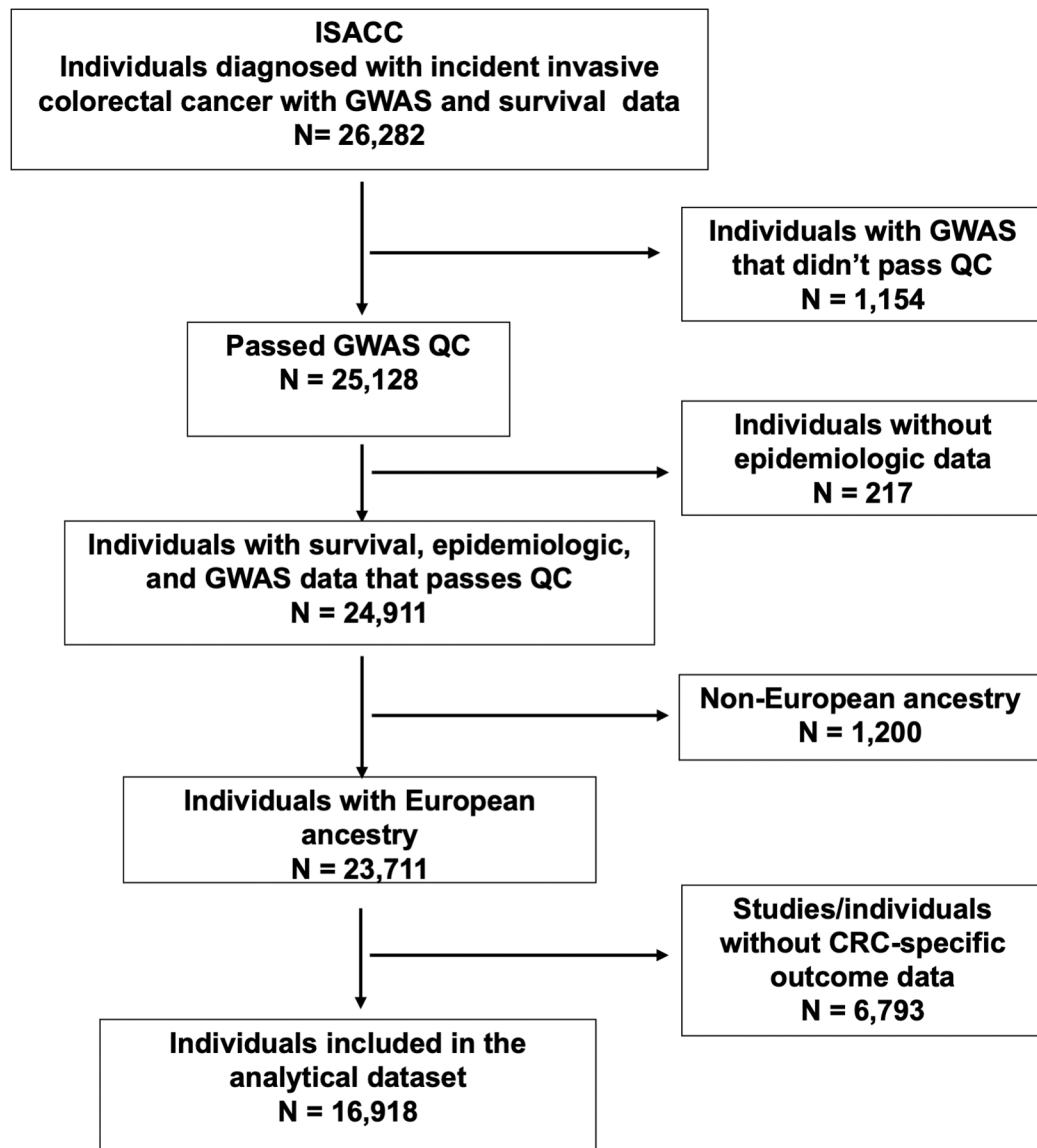 ISACC
Individuals diagnosed with incident invasive
colorectal cancer with GWAS and survival data
N= 26,282
Individuals with GWAS
that didn’t pass QC
N = 1,154
Passed GWAS QC
N = 25,128
Individuals without
epidemiologic data
N = 217
Individuals with survival, epidemiologic,
and GWAS data that passes QC
N = 24,911
Non-European ancestry
N = 1,200
Individuals with European
ancestry
N = 23,711
Studies/individuals
without CRC-specific
outcome data
N = 6,793
Individuals included in the
analytical dataset
N = 16,918